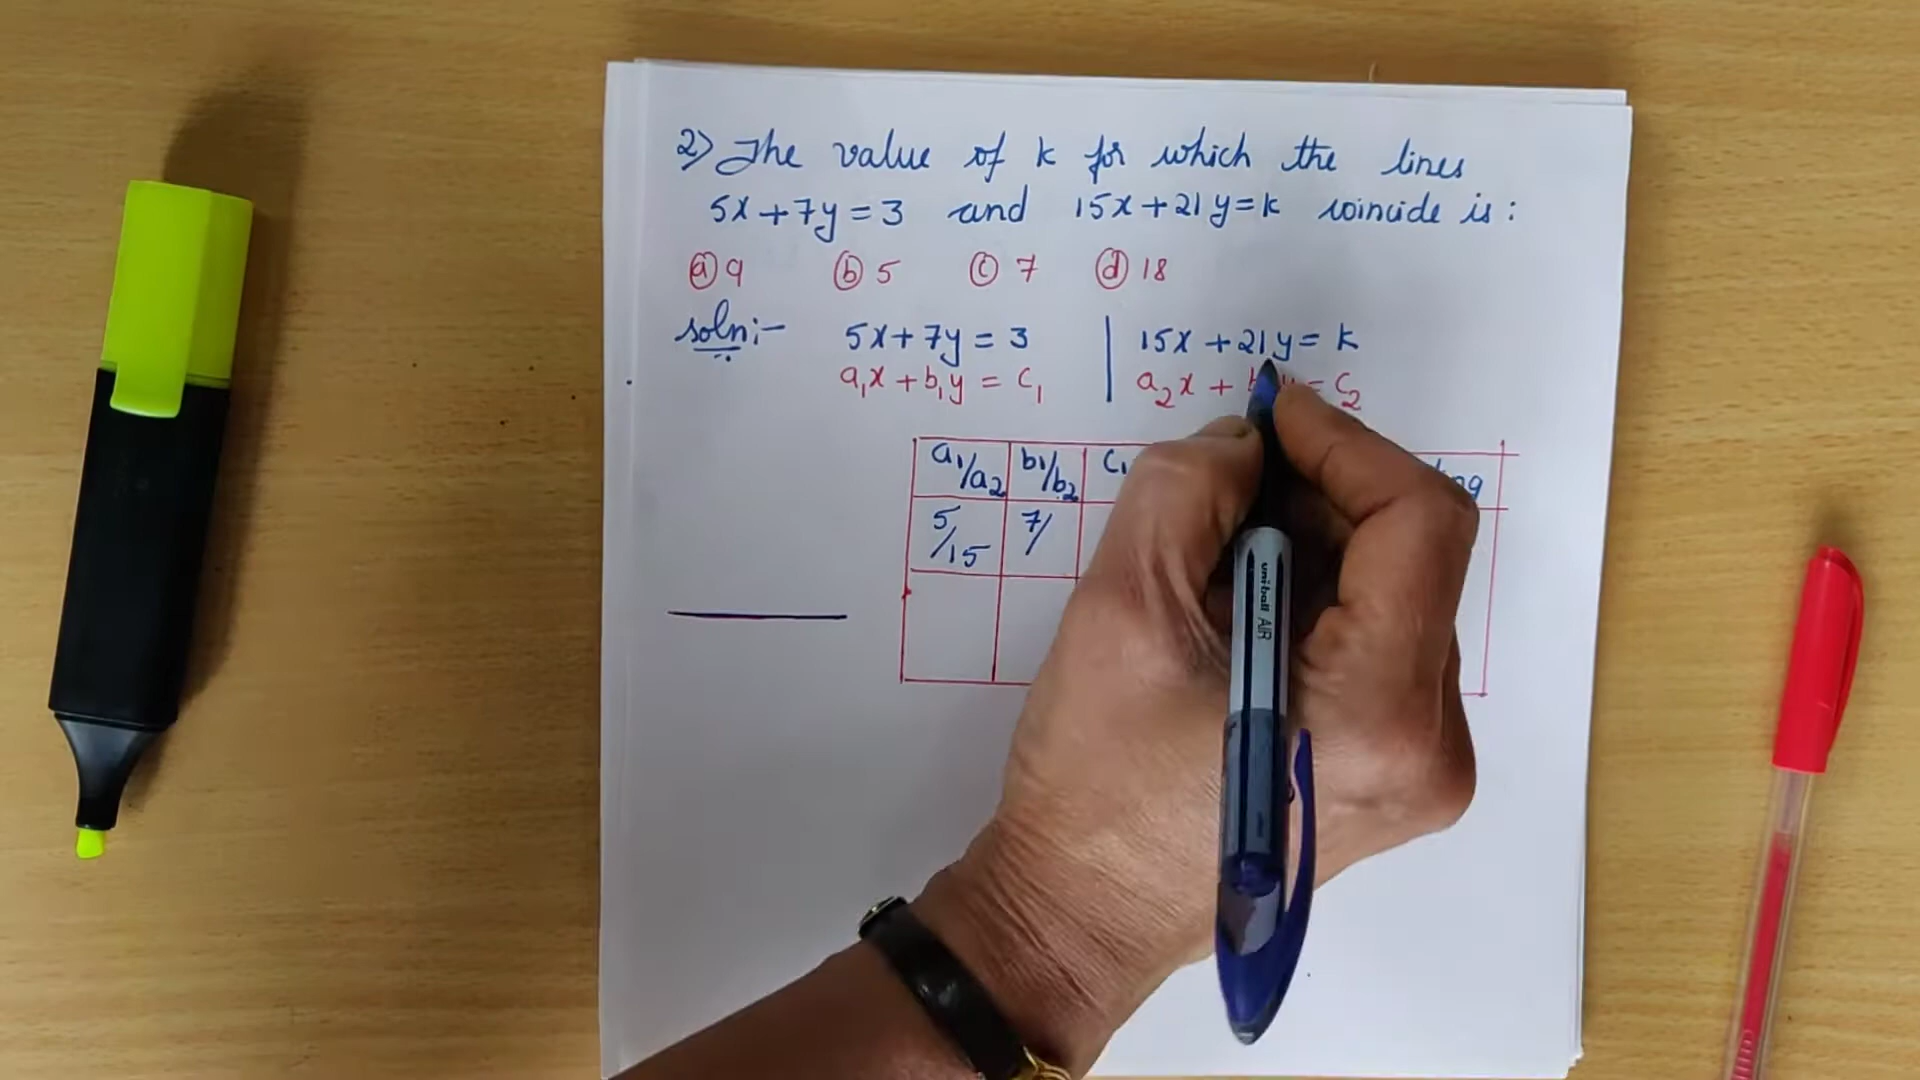 2) The value of k for which the lines
5x + 7y = 3 and 15x + 21y = k coincide is :
(a) 9 (b) 5 (c) 7 (d) 18
soln:-
5x + 7y = 3 | 15x + 21y = k
a₁x + b₁y = c₁ a₂x + b y = c₂
a₁/a₂ b₁/b₂ c₁
5/15 7/
uniball AIR